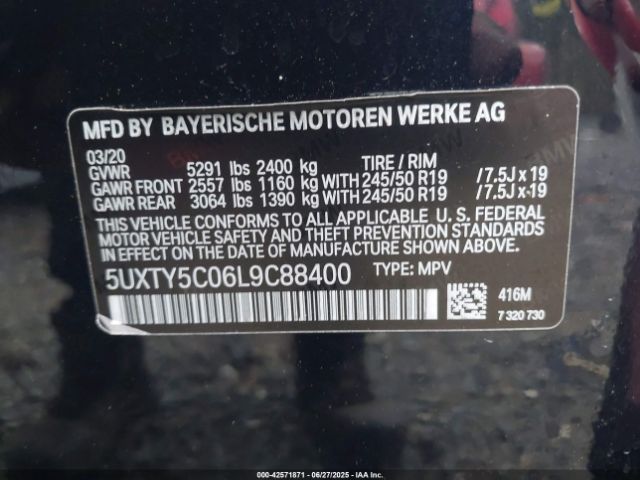 MFD BY BAYERISCHE MOTOREN WERKE AG
03/20
GVWR 5291 lbs 2400 kg TIRE / RIM
GAWR FRONT 2557 lbs 1160 kg WITH 245/50 R19 /7.5J x 19
GAWR REAR 3064 lbs 1390 kg WITH 245/50 R19 /7.5J x 19
THIS VEHICLE CONFORMS TO ALL APPLICABLE U. S. FEDERAL
MOTOR VEHICLE SAFETY AND THEFT PREVENTION STANDARDS
IN EFFECT ON THE DATE OF MANUFACTURE SHOWN ABOVE.
5UXTY5C06L9C88400 TYPE: MPV
416M
7 320 730
000-42571871 - 06/27/2025 - IAAI.COM